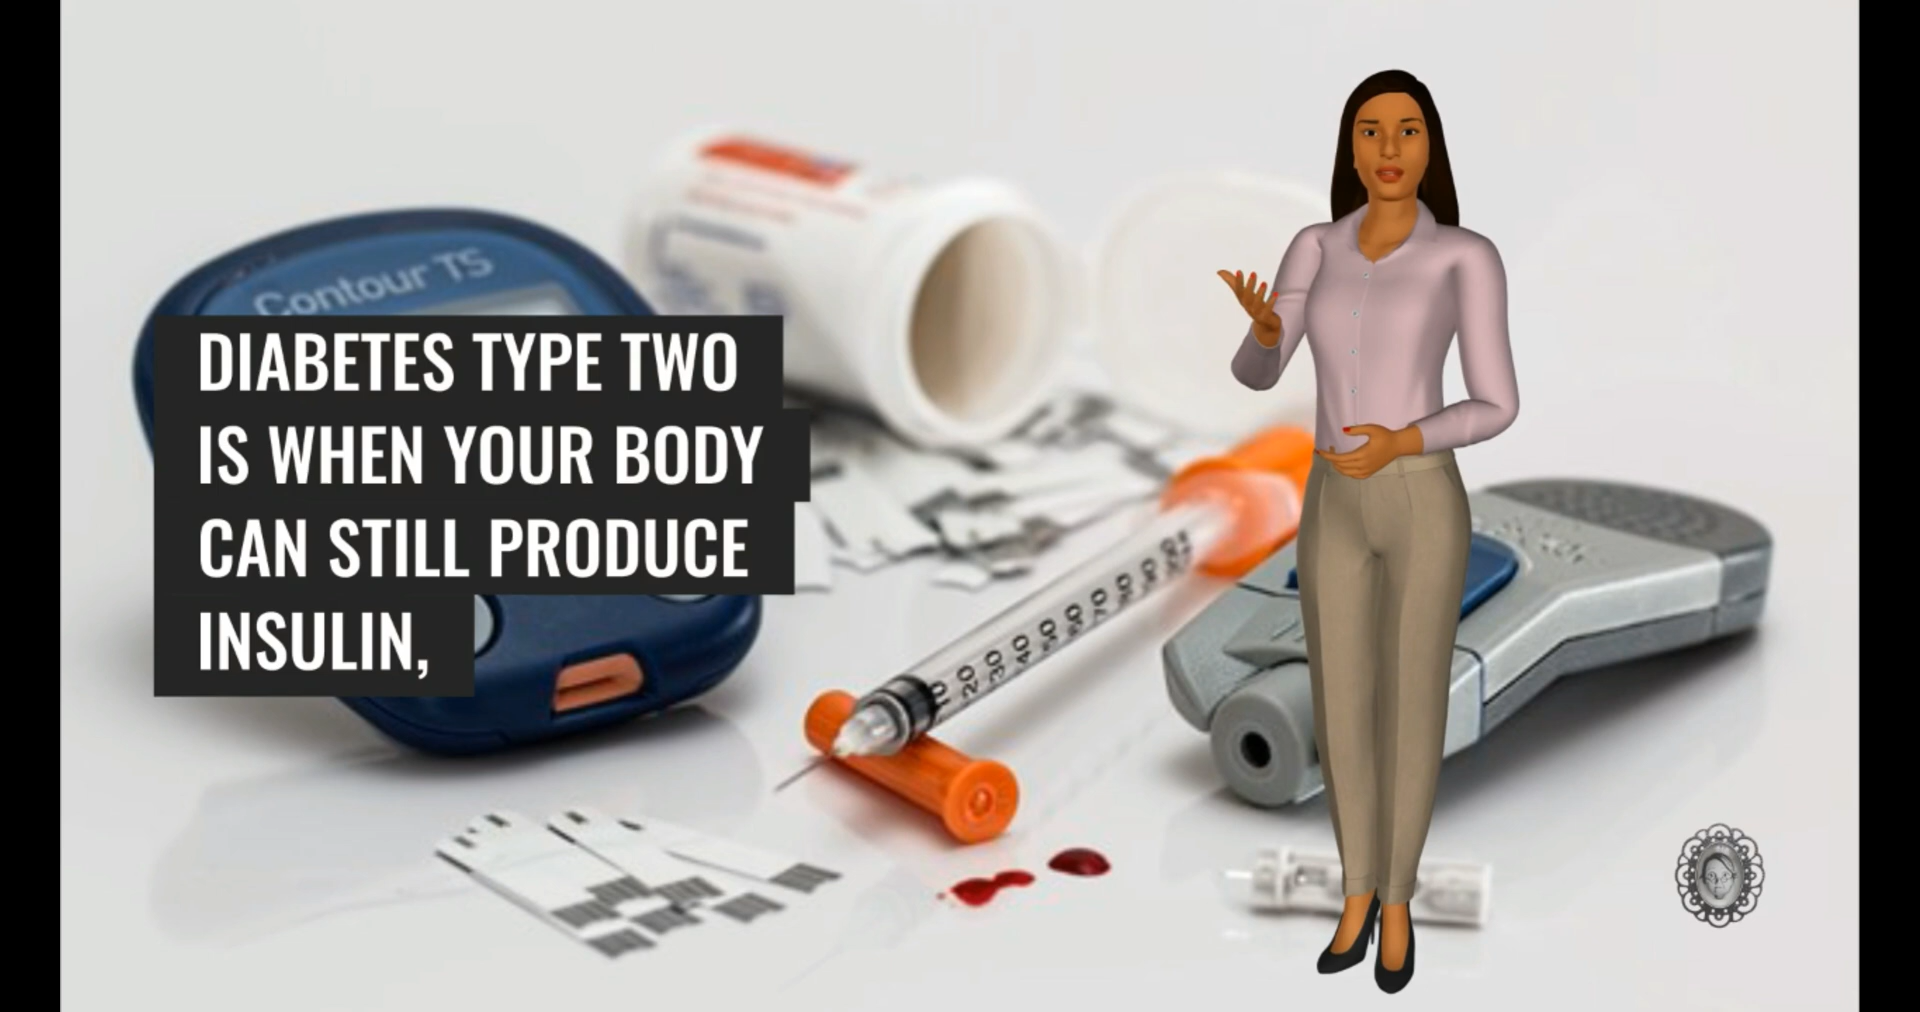 Contour TS
DIABETES TYPE TWO
IS WHEN YOUR BODY
CAN STILL PRODUCE
INSULIN,
10 20 30 40 50 60 70 80 90